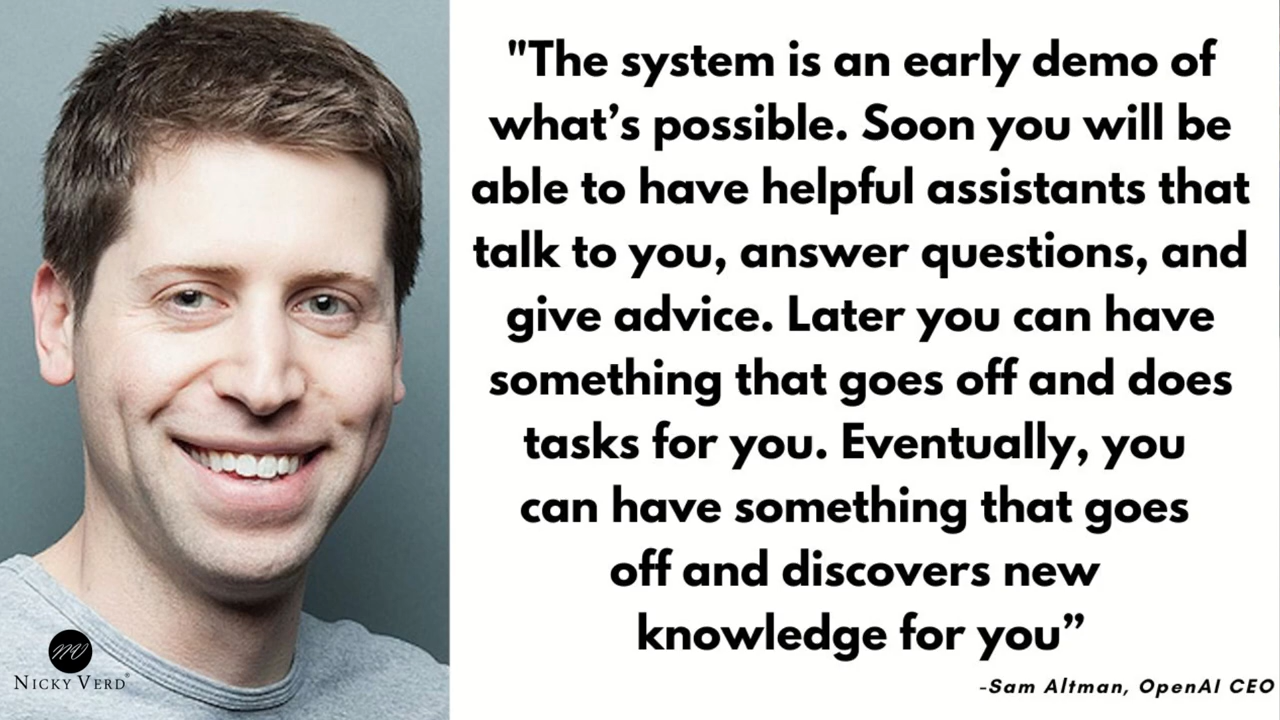 "The system is an early demo of
what’s possible. Soon you will be
able to have helpful assistants that
talk to you, answer questions, and
give advice. Later you can have
something that goes off and does
tasks for you. Eventually, you
can have something that goes
off and discovers new
knowledge for you”
-Sam Altman, OpenAI CEO
NV
NICKY VERD®